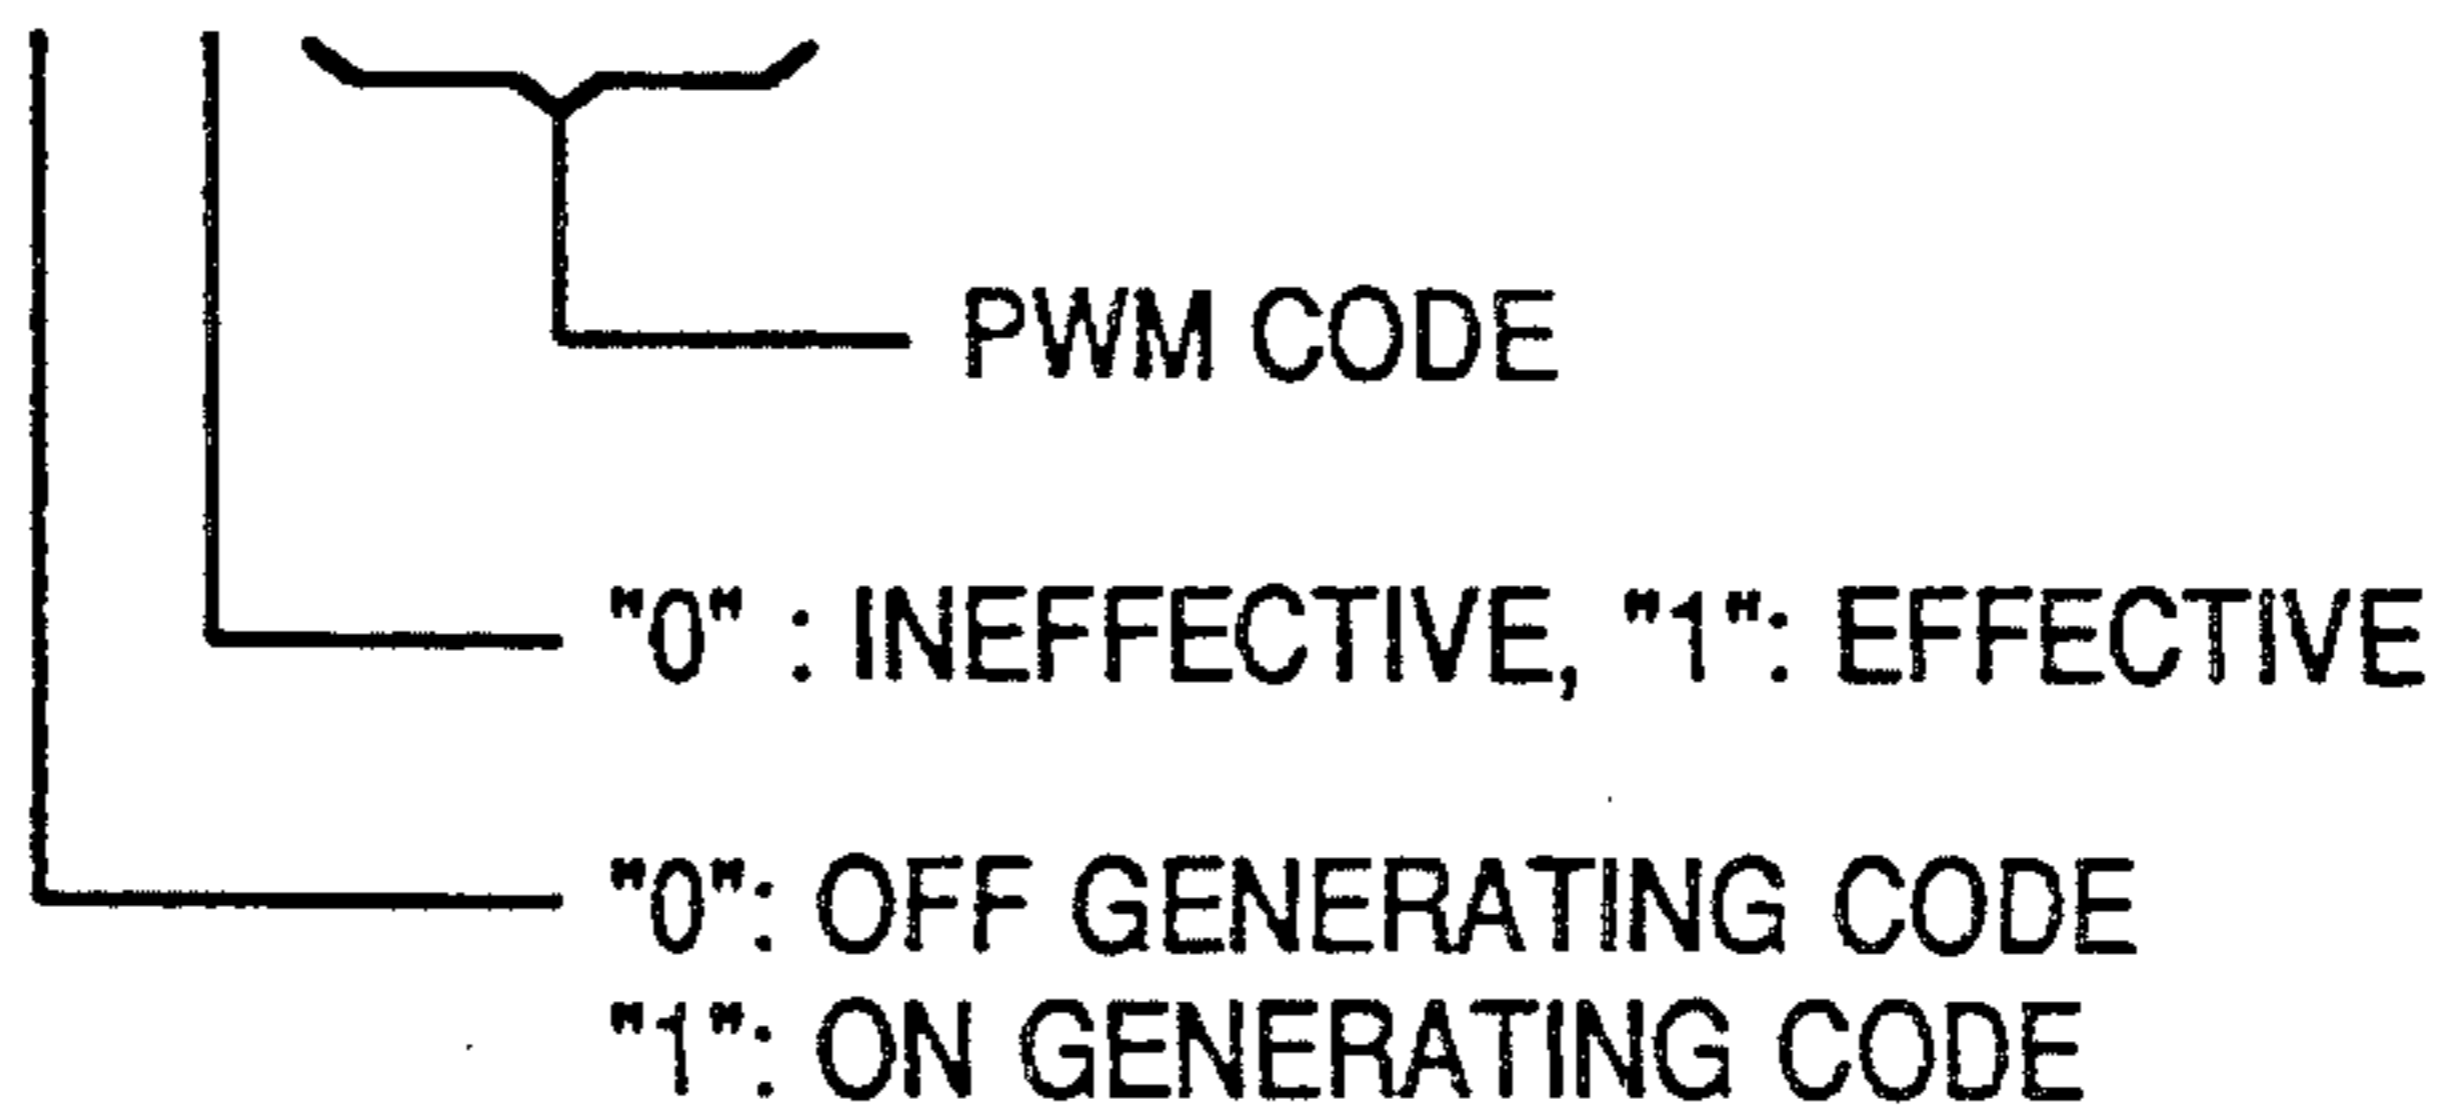 PWM CODE
"0" : INEFFECTIVE, "1": EFFECTIVE
"0": OFF GENERATING CODE
"1": ON GENERATING CODE